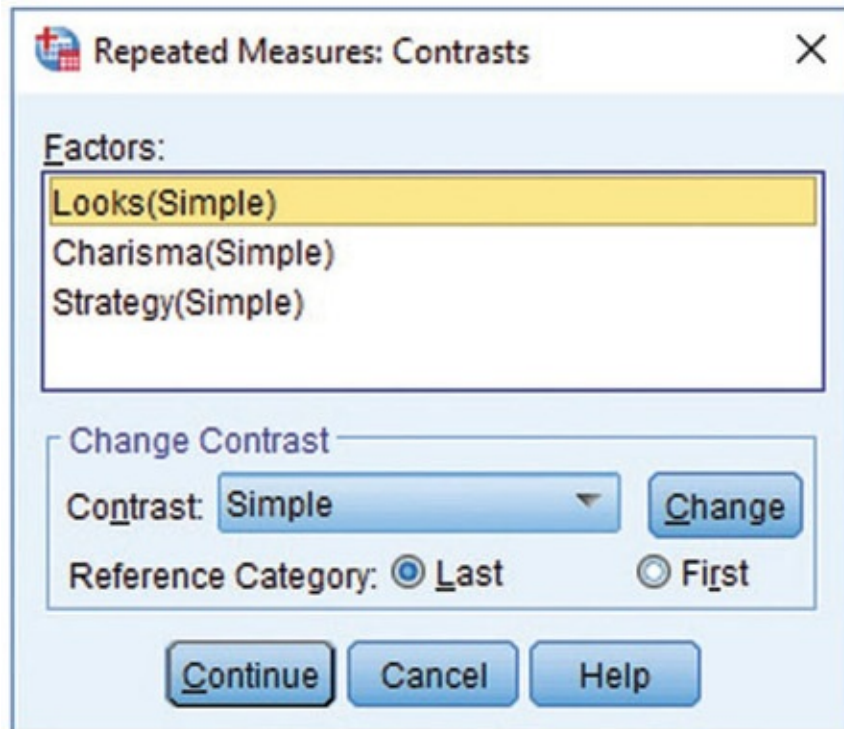 Repeated Measures: Contrasts
Factors:
Looks(Simple)
Charisma(Simple)
Strategy(Simple)
Change Contrast
Contrast: Simple Change
Reference Category: Last First
Continue Cancel Help